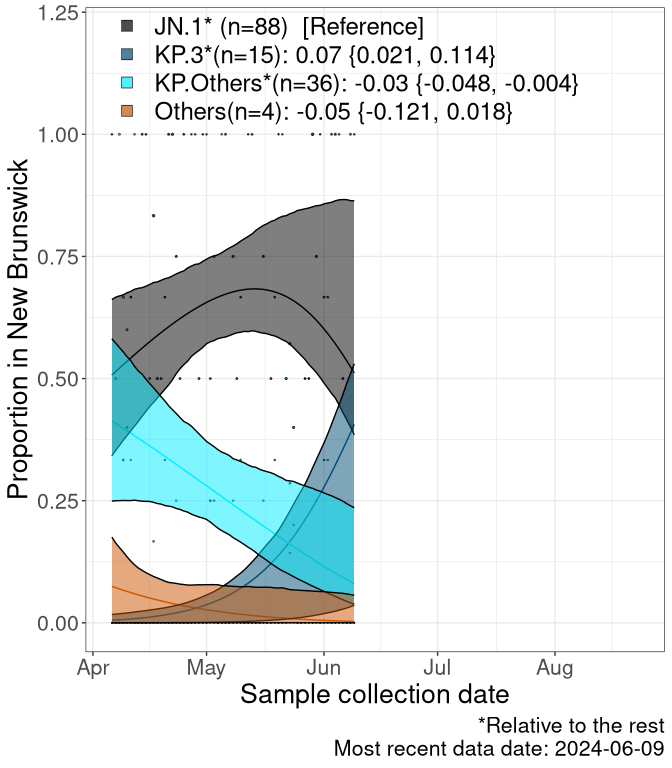 JN.1* (n=88) [Reference]
KP.3*(n=15): 0.07 {0.021, 0.114}
KP.Others*(n=36): -0.03 {-0.048, -0.004}
Others(n=4): -0.05 {-0.121, 0.018}
Proportion in New Brunswick
1.25
1.00
0.75
0.50
0.25
0.00
Apr May Jun Jul Aug
Sample collection date
*Relative to the rest
Most recent data date: 2024-06-09